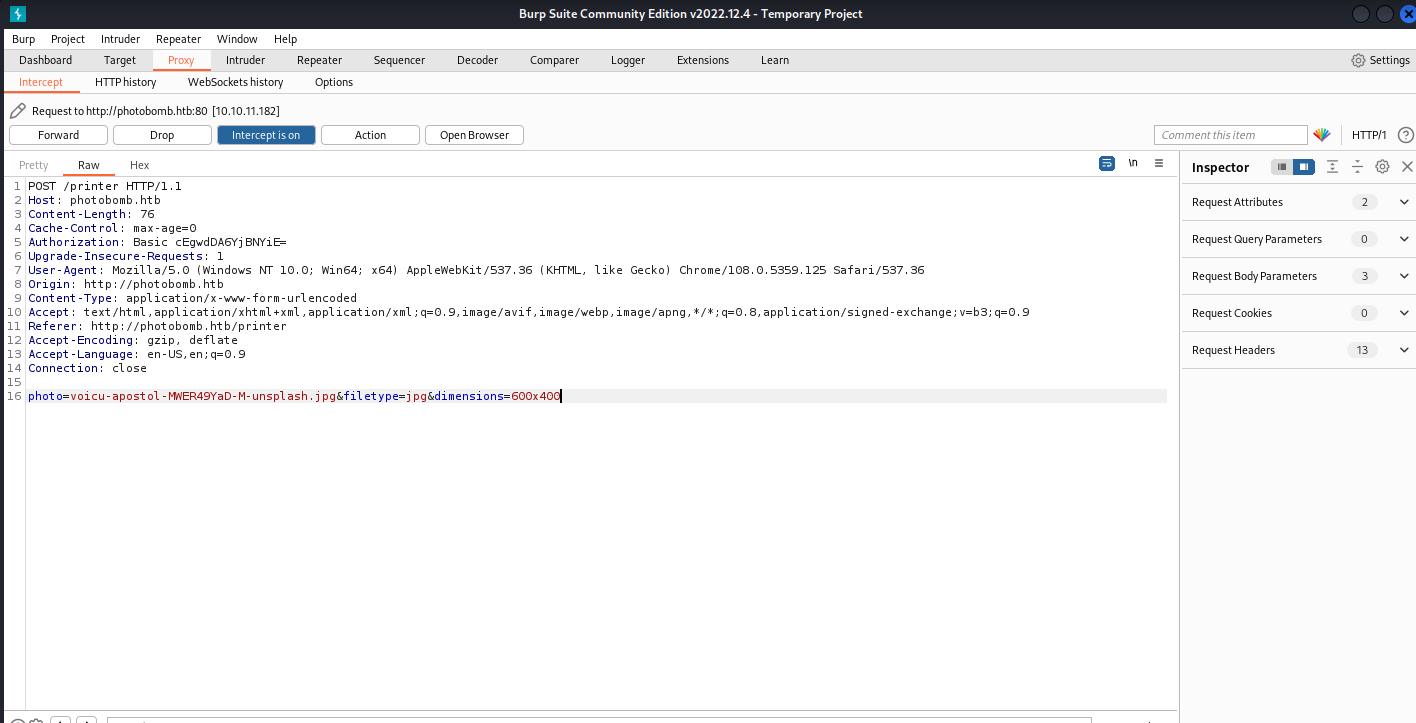 Burp Suite Community Edition v2022.12.4 - Temporary Project
Burp Project Intruder Repeater Window Help
Dashboard Target Proxy Intruder Repeater Sequencer Decoder Comparer Logger Extensions Learn Settings
Intercept HTTP history WebSockets history Options
Request to http://photobomb.htb:80 [10.10.11.182]
Forward Drop Intercept is on Action Open Browser Comment this item HTTP/1 ?
Pretty Raw Hex \n ≡ Inspector
1 POST /printer HTTP/1.1
2 Host: photobomb.htb
3 Content-Length: 76
4 Cache-Control: max-age=0
5 Authorization: Basic cEgwdDA6YjBNYiE=
6 Upgrade-Insecure-Requests: 1
7 User-Agent: Mozilla/5.0 (Windows NT 10.0; Win64; x64) AppleWebKit/537.36 (KHTML, like Gecko) Chrome/108.0.5359.125 Safari/537.36
8 Origin: http://photobomb.htb
9 Content-Type: application/x-www-form-urlencoded
10 Accept: text/html,application/xhtml+xml,application/xml;q=0.9,image/avif,image/webp,image/apng,*/*;q=0.8,application/signed-exchange;v=b3;q=0.9
11 Referer: http://photobomb.htb/printer
12 Accept-Encoding: gzip, deflate
13 Accept-Language: en-US,en;q=0.9
14 Connection: close
15
16 photo=voicu-apostol-MWER49YaD-M-unsplash.jpg&filetype=jpg&dimensions=600x400
Request Attributes 2
Request Query Parameters 0
Request Body Parameters 3
Request Cookies 0
Request Headers 13